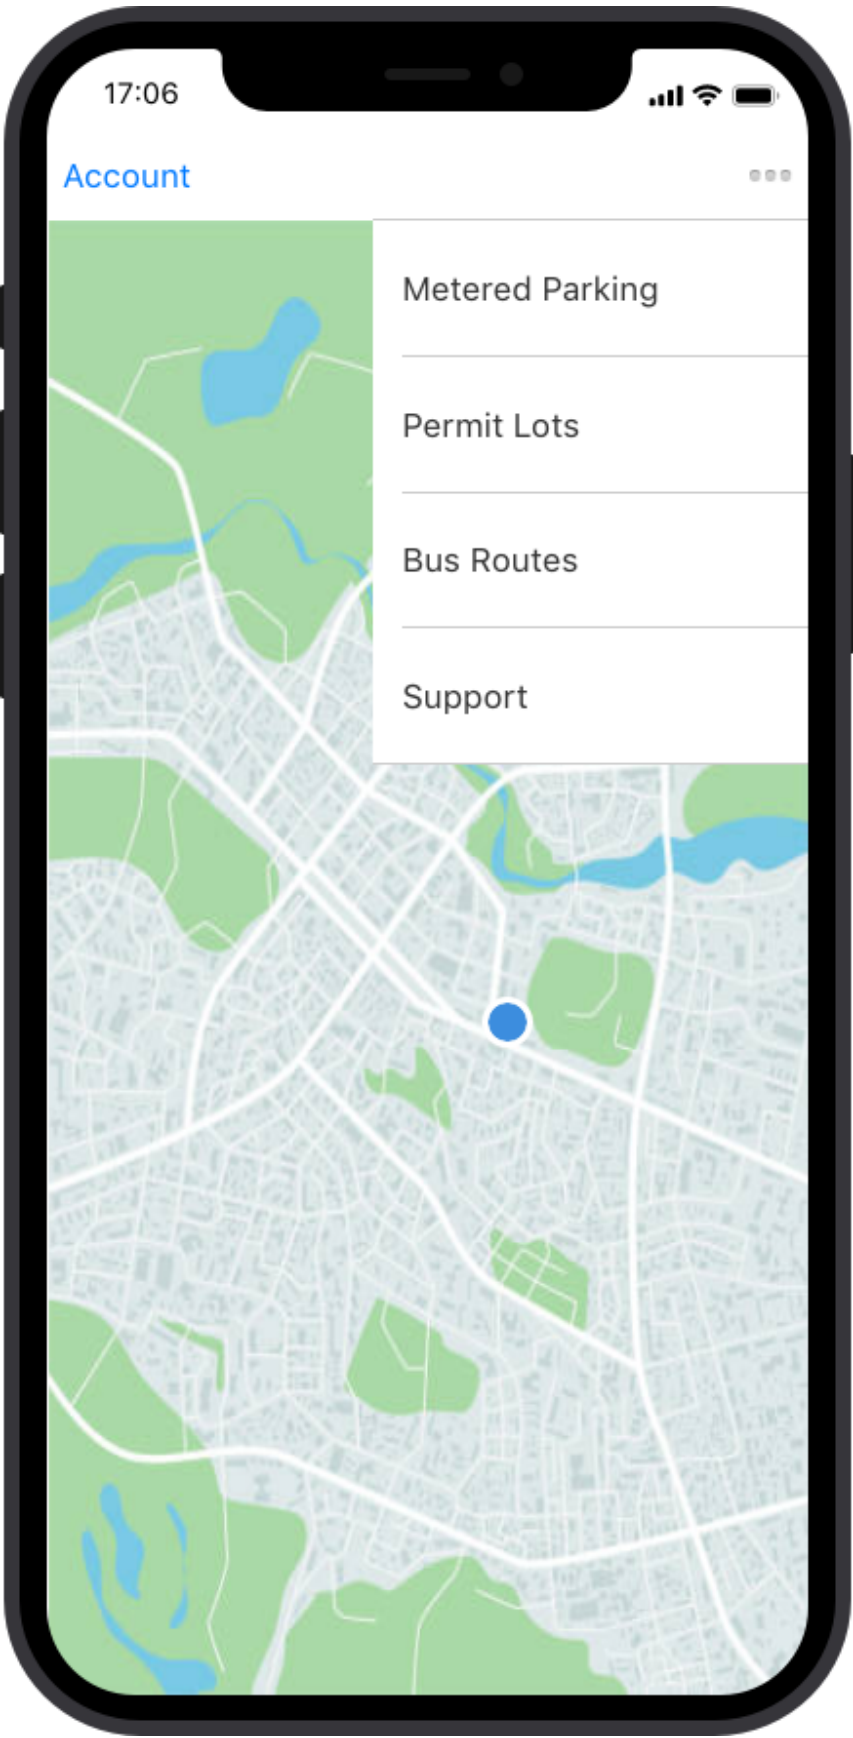 17:06
Account
Metered Parking
Permit Lots
Bus Routes
Support